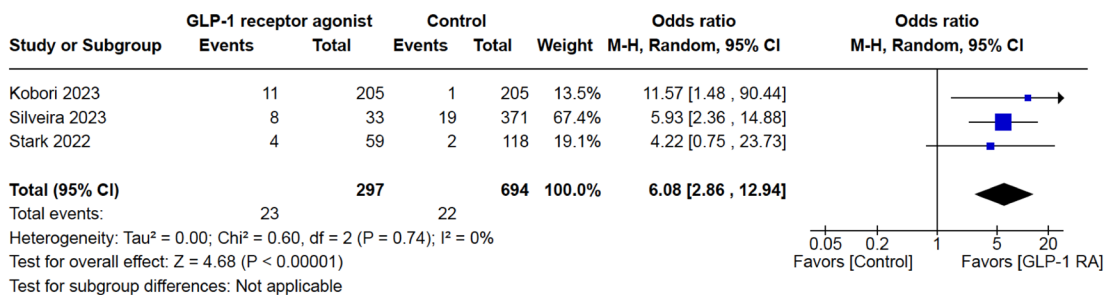 GLP-1 receptor agonist Control Odds ratio Odds ratio
Study or Subgroup Events Total Events Total Weight M-H, Random, 95% CI M-H, Random, 95% CI
Kobori 2023 11 205 1 205 13.5% 11.57 [1.48 , 90.44]
Silveira 2023 8 33 19 371 67.4% 5.93 [2.36 , 14.88]
Stark 2022 4 59 2 118 19.1% 4.22 [0.75 , 23.73]
Total (95% CI) 297 694 100.0% 6.08 [2.86 , 12.94]
Total events: 23 22
Heterogeneity: Tau² = 0.00; Chi² = 0.60, df = 2 (P = 0.74); I² = 0%
Test for overall effect: Z = 4.68 (P < 0.00001)
Test for subgroup differences: Not applicable
0.05 0.2 1 5 20
Favors [Control] Favors [GLP-1 RA]